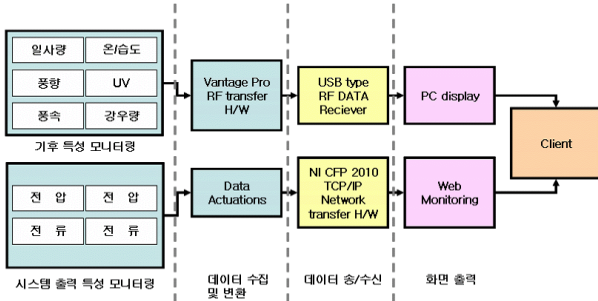 일사량
온/습도
풍향
UV
풍속
강우량
기후 특성 모니터링
Vantage Pro
RF transfer
H/W
USB type
RF DATA
Reciever
PC display
Client
전 압
전 압
전 류
전 류
시스템 출력 특성 모니터링
Data
Actuations
NI CFP 2010
TCP/IP
Network
transfer H/W
Web
Monitoring
데이터 수집
및 변환
데이터 송/수신
화면 출력